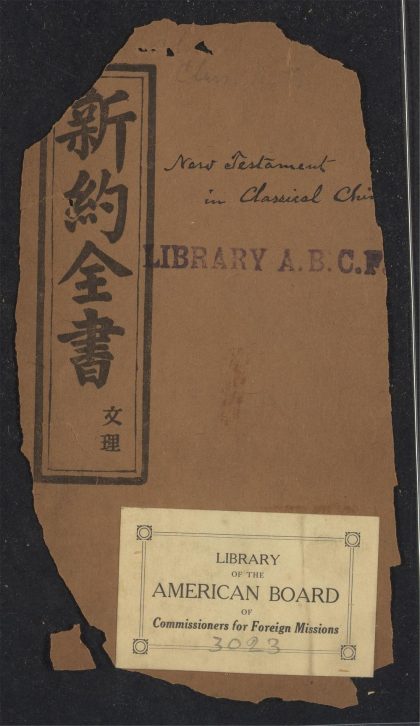 新約全書
文理
New Testament
in Classical Chin
LIBRARY A. B. C. F.
LIBRARY
OF THE
AMERICAN BOARD
OF
Commissioners for Foreign Missions
3023